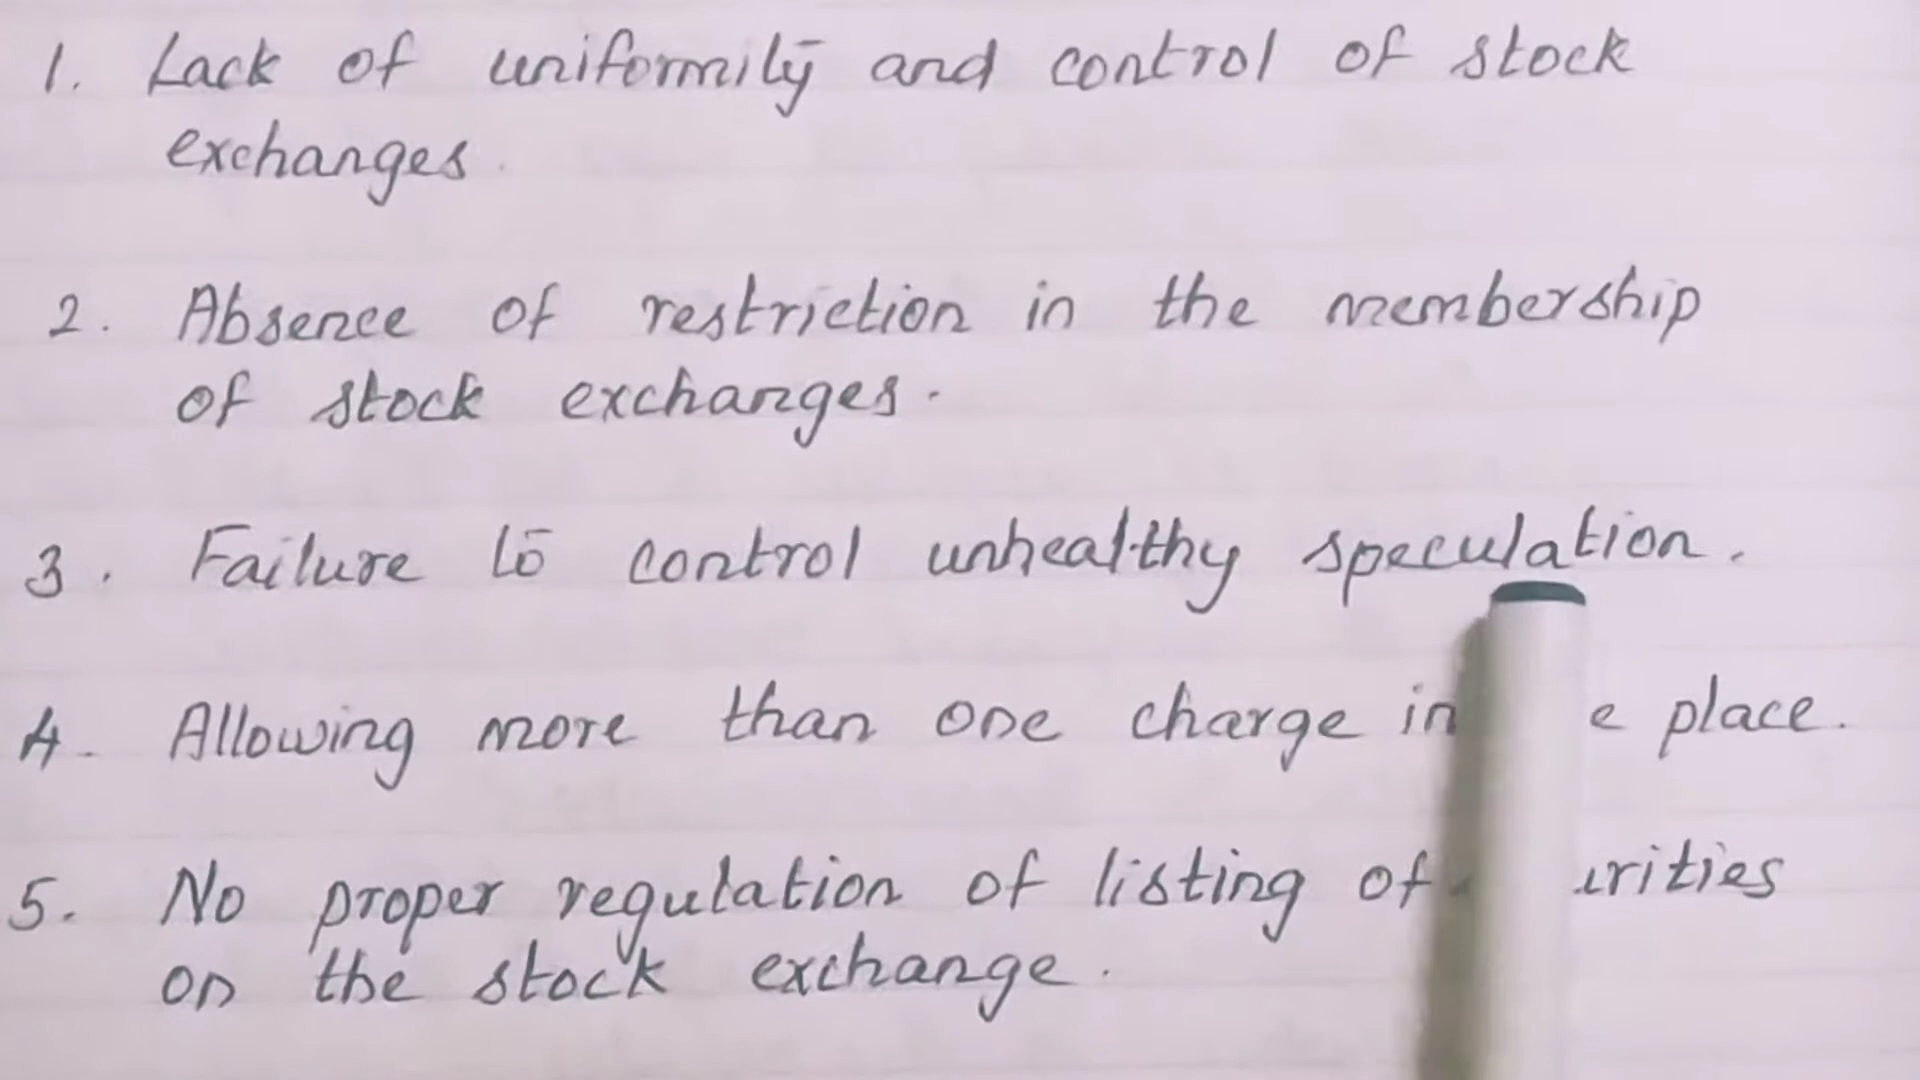 1. Lack of uniformity and control of stock
exchanges.
2. Absence of restriction in the membership
of stock exchanges.
3. Failure to control unhealthy speculation.
4. Allowing more than one charge in place.
5. No proper regulation of listing of
on the stock exchange.